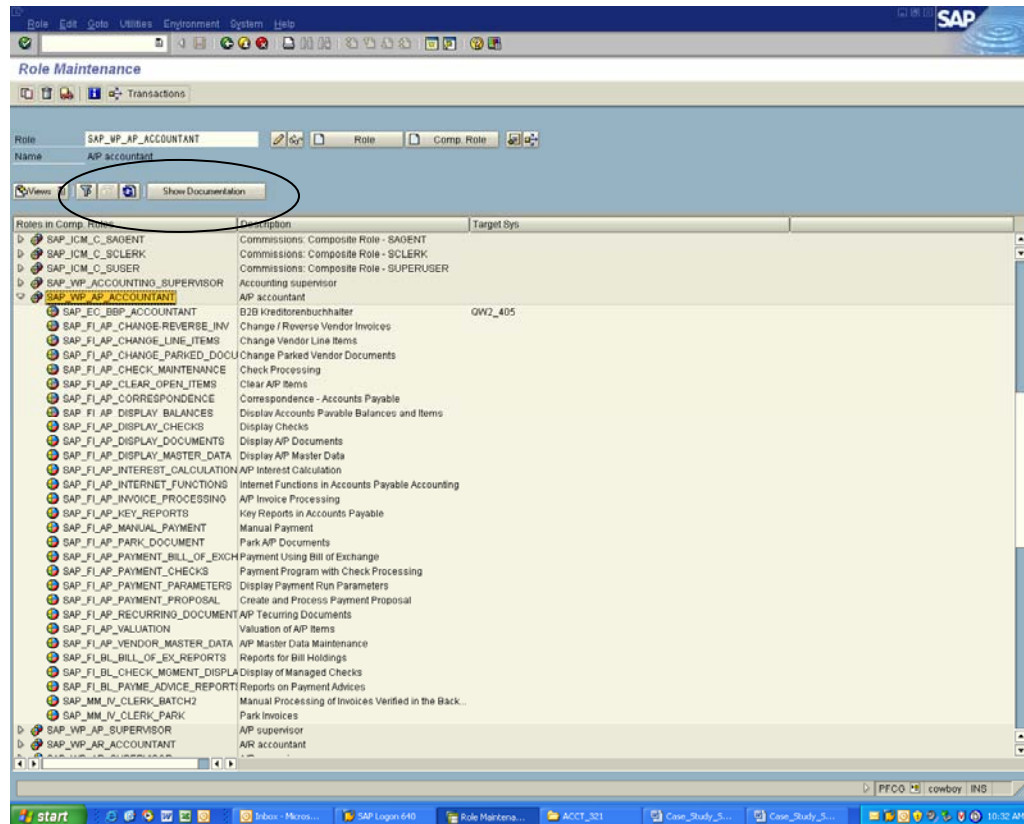 Role Edit Goto Utilities Environment System Help
SAP
Role Maintenance
Transactions
Role SAP_WP_AP_ACCOUNTANT Role Comp. Role
Name A/P accountant
Views Show Documentation
Roles in Comp. Roles Description Target Sys
SAP_ICM_C_SAGENT Commissions: Composite Role - SAGENT
SAP_ICM_C_SCLERK Commissions: Composite Role - SCLERK
SAP_ICM_C_SUSER Commissions: Composite Role - SUPERUSER
SAP_WP_ACCOUNTING_SUPERVISOR Accounting supervisor
SAP_WP_AP_ACCOUNTANT A/P accountant
SAP_EC_BBP_ACCOUNTANT B2B Kreditorenbuchhalter QW2_405
SAP_FI_AP_CHANGE-REVERSE_INV Change / Reverse Vendor Invoices
SAP_FI_AP_CHANGE_LINE_ITEMS Change Vendor Line Items
SAP_FI_AP_CHANGE_PARKED_DOCU Change Parked Vendor Documents
SAP_FI_AP_CHECK_MAINTENANCE Check Processing
SAP_FI_AP_CLEAR_OPEN_ITEMS Clear A/P Items
SAP_FI_AP_CORRESPONDENCE Correspondence - Accounts Payable
SAP_FI_AP_DISPLAY_BALANCES Display Accounts Payable Balances and Items
SAP_FI_AP_DISPLAY_CHECKS Display Checks
SAP_FI_AP_DISPLAY_DOCUMENTS Display A/P Documents
SAP_FI_AP_DISPLAY_MASTER_DATA Display A/P Master Data
SAP_FI_AP_INTEREST_CALCULATION A/P Interest Calculation
SAP_FI_AP_INTERNET_FUNCTIONS Internet Functions in Accounts Payable Accounting
SAP_FI_AP_INVOICE_PROCESSING A/P Invoice Processing
SAP_FI_AP_KEY_REPORTS Key Reports in Accounts Payable
SAP_FI_AP_MANUAL_PAYMENT Manual Payment
SAP_FI_AP_PARK_DOCUMENT Park A/P Documents
SAP_FI_AP_PAYMENT_BILL_OF_EXCH Payment Using Bill of Exchange
SAP_FI_AP_PAYMENT_CHECKS Payment Program with Check Processing
SAP_FI_AP_PAYMENT_PARAMETERS Display Payment Run Parameters
SAP_FI_AP_PAYMENT_PROPOSAL Create and Process Payment Proposal
SAP_FI_AP_RECURRING_DOCUMENT A/P Tecurring Documents
SAP_FI_AP_VALUATION Valuation of A/P Items
SAP_FI_AP_VENDOR_MASTER_DATA A/P Master Data Maintenance
SAP_FI_BL_BILL_OF_EX_REPORTS Reports for Bill Holdings
SAP_FI_BL_CHECK_MGMENT_DISPLA Display of Managed Checks
SAP_FI_BL_PAYME_ADVICE_REPORTS Reports on Payment Advices
SAP_MM_IV_CLERK_BATCH2 Manual Processing of Invoices Verified in the Back...
SAP_MM_IV_CLERK_PARK Park Invoices
SAP_WP_AP_SUPERVISOR A/P supervisor
SAP_WP_AR_ACCOUNTANT A/R accountant
PFCG cowboy INS
start Inbox - Micros... SAP Logon 640 Role Maintena... ACCT_321 Case_Study_S... Case_Study_S... 10:32 AM